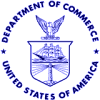 DEPARTMENT OF COMMERCE
UNITED STATES OF AMERICA